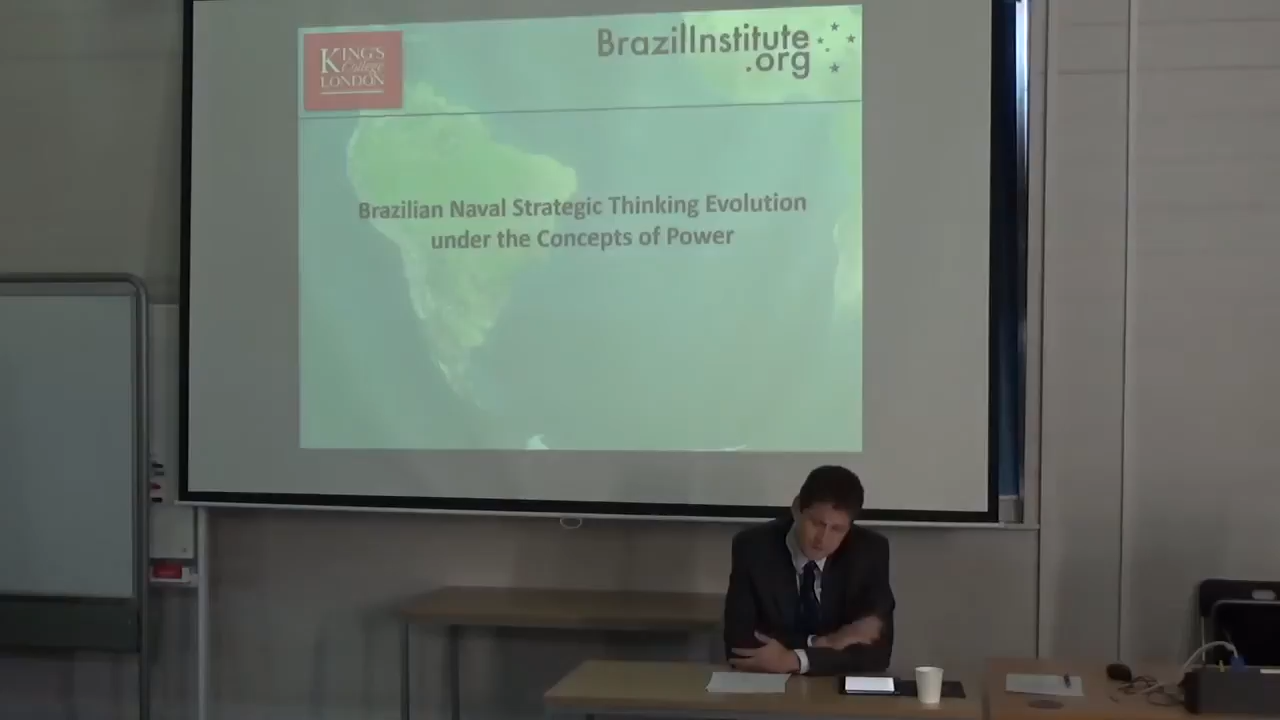 KING'S
College
LONDON
BrazilInstitute
.org
Brazilian Naval Strategic Thinking Evolution
under the Concepts of Power